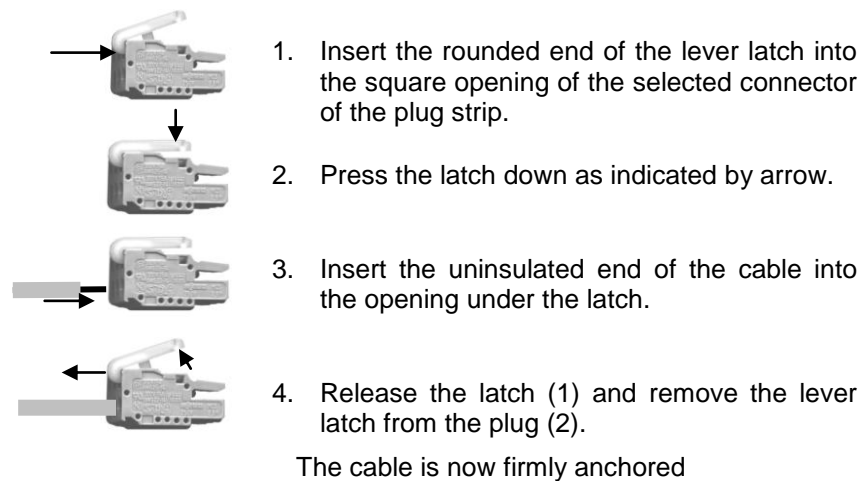 1. Insert the rounded end of the lever latch into
the square opening of the selected connector
of the plug strip.
2. Press the latch down as indicated by arrow.
3. Insert the uninsulated end of the cable into
the opening under the latch.
4. Release the latch (1) and remove the lever
latch from the plug (2).
The cable is now firmly anchored